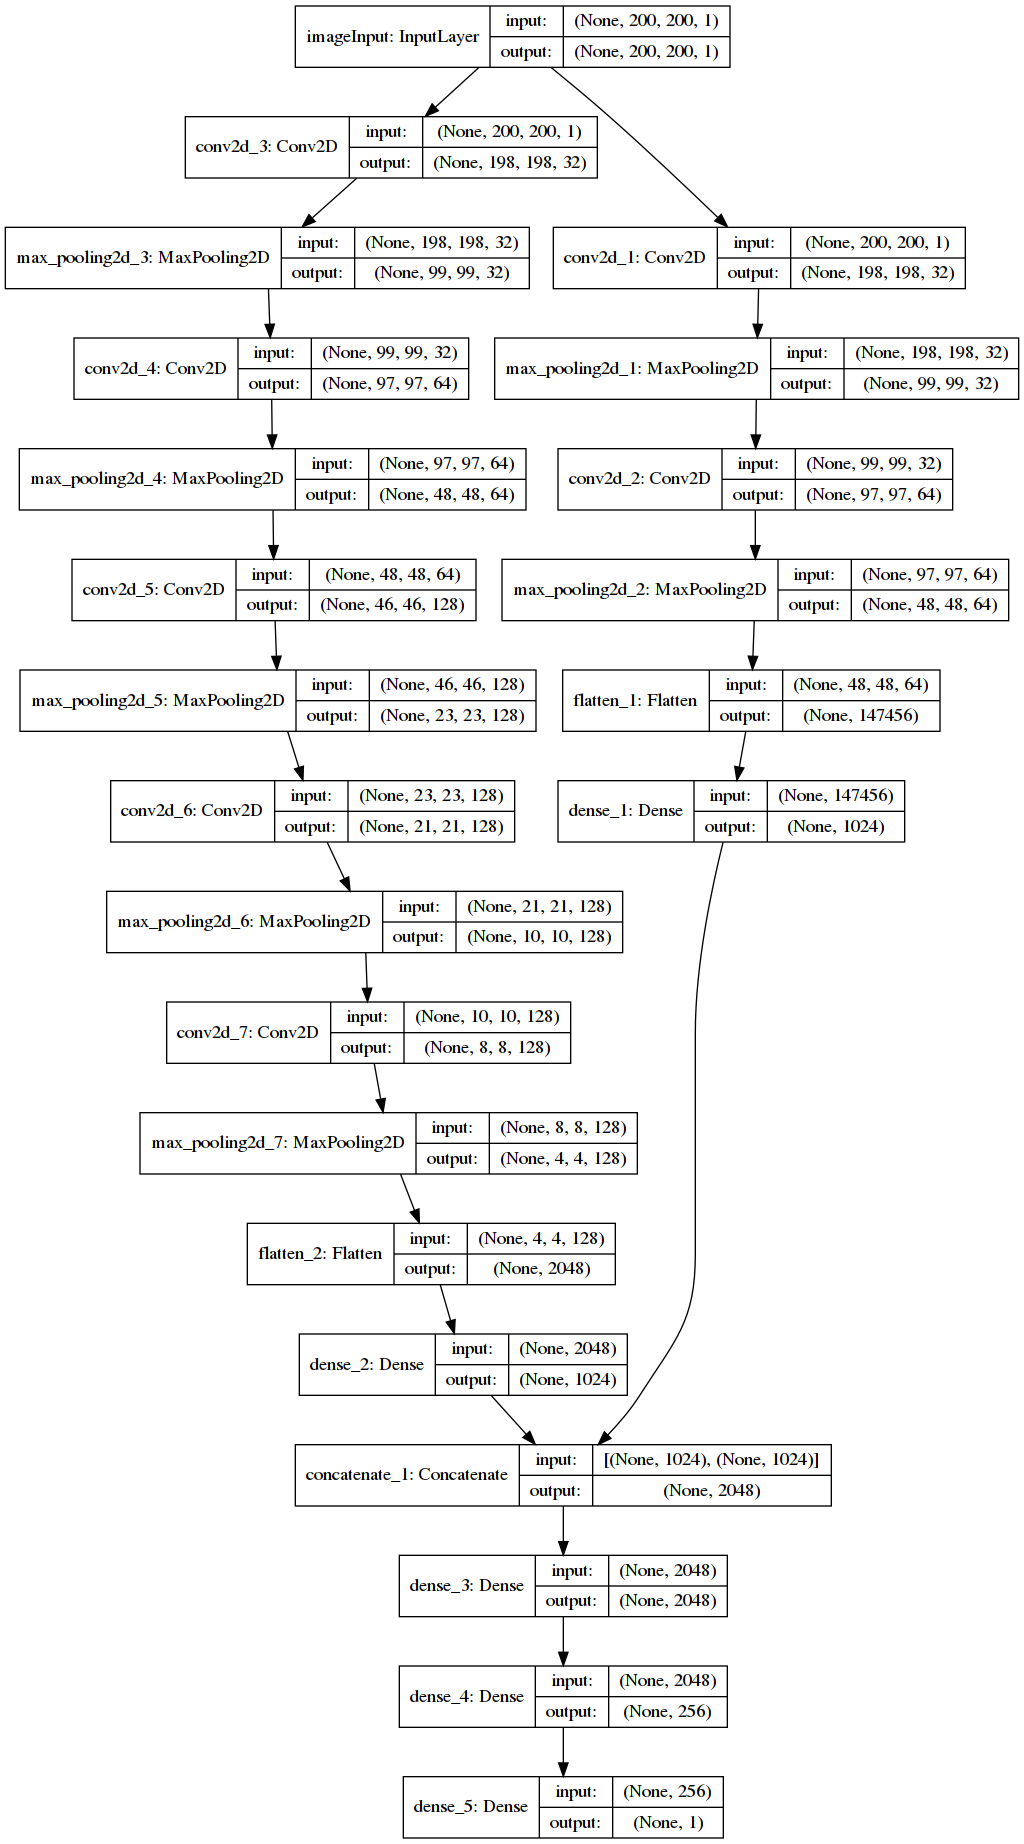 imageInput: InputLayer
input: (None, 200, 200, 1)
output: (None, 200, 200, 1)
conv2d_3: Conv2D
input: (None, 200, 200, 1)
output: (None, 198, 198, 32)
max_pooling2d_3: MaxPooling2D
input: (None, 198, 198, 32)
output: (None, 99, 99, 32)
conv2d_1: Conv2D
input: (None, 200, 200, 1)
output: (None, 198, 198, 32)
conv2d_4: Conv2D
input: (None, 99, 99, 32)
output: (None, 97, 97, 64)
max_pooling2d_1: MaxPooling2D
input: (None, 198, 198, 32)
output: (None, 99, 99, 32)
max_pooling2d_4: MaxPooling2D
input: (None, 97, 97, 64)
output: (None, 48, 48, 64)
conv2d_2: Conv2D
input: (None, 99, 99, 32)
output: (None, 97, 97, 64)
conv2d_5: Conv2D
input: (None, 48, 48, 64)
output: (None, 46, 46, 128)
max_pooling2d_2: MaxPooling2D
input: (None, 97, 97, 64)
output: (None, 48, 48, 64)
max_pooling2d_5: MaxPooling2D
input: (None, 46, 46, 128)
output: (None, 23, 23, 128)
flatten_1: Flatten
input: (None, 48, 48, 64)
output: (None, 147456)
conv2d_6: Conv2D
input: (None, 23, 23, 128)
output: (None, 21, 21, 128)
dense_1: Dense
input: (None, 147456)
output: (None, 1024)
max_pooling2d_6: MaxPooling2D
input: (None, 21, 21, 128)
output: (None, 10, 10, 128)
conv2d_7: Conv2D
input: (None, 10, 10, 128)
output: (None, 8, 8, 128)
max_pooling2d_7: MaxPooling2D
input: (None, 8, 8, 128)
output: (None, 4, 4, 128)
flatten_2: Flatten
input: (None, 4, 4, 128)
output: (None, 2048)
dense_2: Dense
input: (None, 2048)
output: (None, 1024)
concatenate_1: Concatenate
input: [(None, 1024), (None, 1024)]
output: (None, 2048)
dense_3: Dense
input: (None, 2048)
output: (None, 2048)
dense_4: Dense
input: (None, 2048)
output: (None, 256)
dense_5: Dense
input: (None, 256)
output: (None, 1)